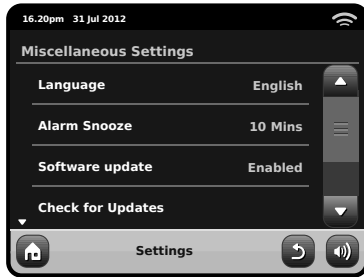 16.20pm 31 Jul 2012
Miscellaneous Settings
Language English
Alarm Snooze 10 Mins
Software update Enabled
Check for Updates
Settings